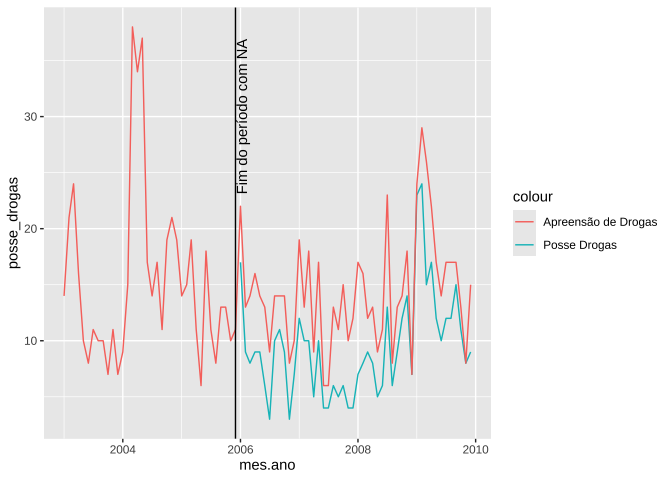 posse_drogas
30
20
10
Fim do período com NA
2004
2006
2008
2010
mes.ano
colour
Apreensão de Drogas
Posse Drogas